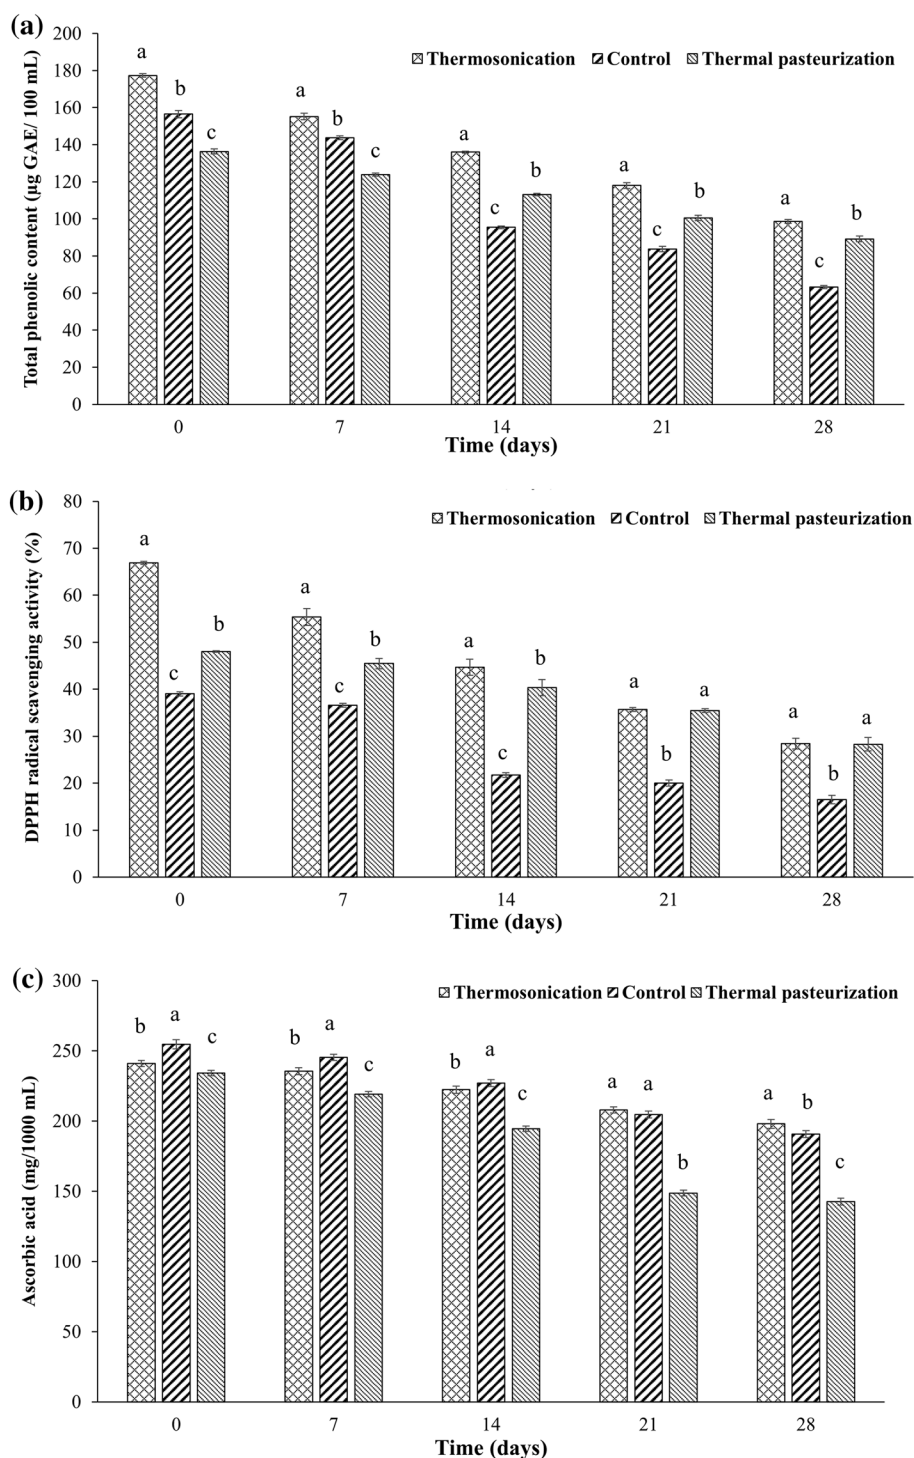 (a)
Total phenolic content (µg GAE/ 100 mL)
200
180
160
140
120
100
80
60
40
20
0
Thermosonication Control Thermal pasteurization
a b c
a b c
a c b
a c b
a c b
0 7 14 21 28
Time (days)
(b)
DPPH radical scavenging activity (%)
80
70
60
50
40
30
20
10
0
Thermosonication Control Thermal pasteurization
a c b
a c b
a c b
a b a
a b a
0 7 14 21 28
Time (days)
(c)
Ascorbic acid (mg/1000 mL)
300
250
200
150
100
50
0
Thermosonication Control Thermal pasteurization
b a c
b a c
b a c
a a b
a b c
0 7 14 21 28
Time (days)